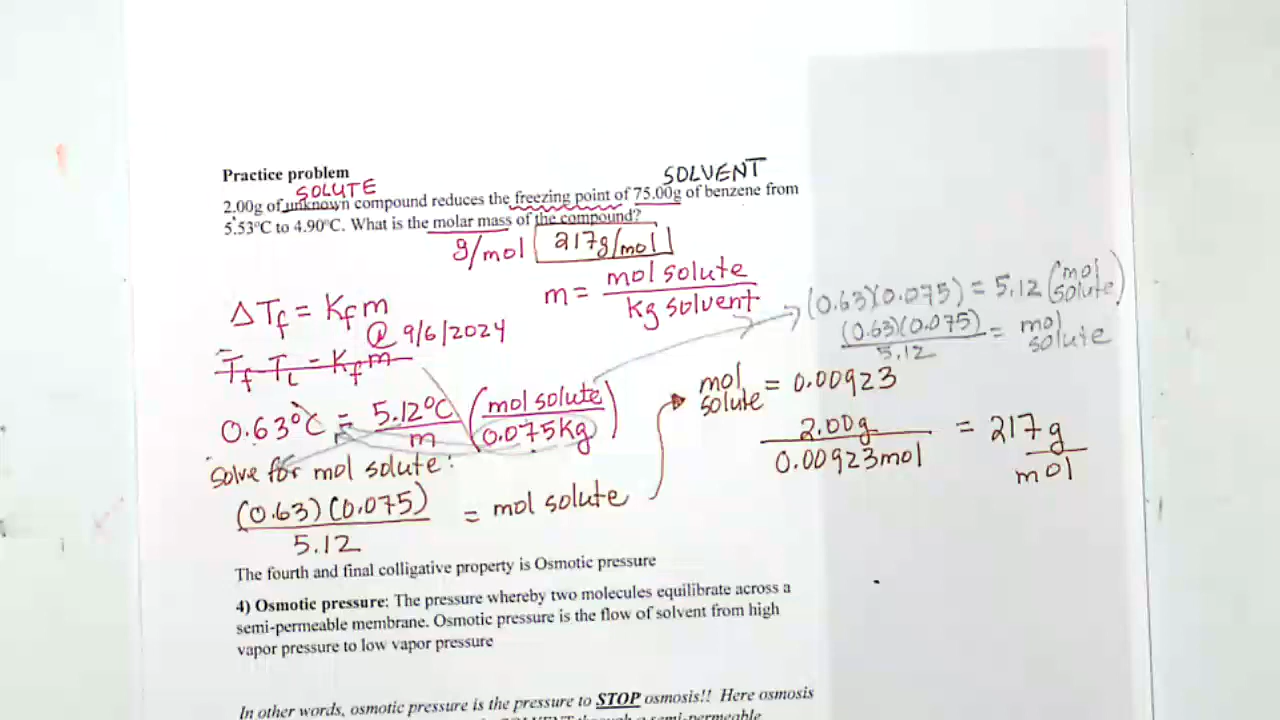 Practice problem
SOLUTE
SOLVENT
2.00g of unknown compound reduces the freezing point of 75.00g of benzene from
5.53°C to 4.90°C. What is the molar mass of the compound?
g/mol 217g/mol
m = mol solute / kg solvent
ΔTf = Kf m
@ 9/6/2024
Tf - Ti = Kf m
0.63°C = 5.12°C / m (mol solute / 0.075 Kg)
(0.63)(0.075) = 5.12 (mol solute)
(0.63)(0.075) / 5.12 = mol solute
Solve for mol solute:
(0.63)(0.075) / 5.12 = mol solute
mol solute = 0.00923
2.00g / 0.00923mol = 217 g / mol
The fourth and final colligative property is Osmotic pressure
4) Osmotic pressure: The pressure whereby two molecules equilibrate across a
semi-permeable membrane. Osmotic pressure is the flow of solvent from high
vapor pressure to low vapor pressure
In other words, osmotic pressure is the pressure to STOP osmosis!! Here osmosis
SOLVENT through a semi-permeable